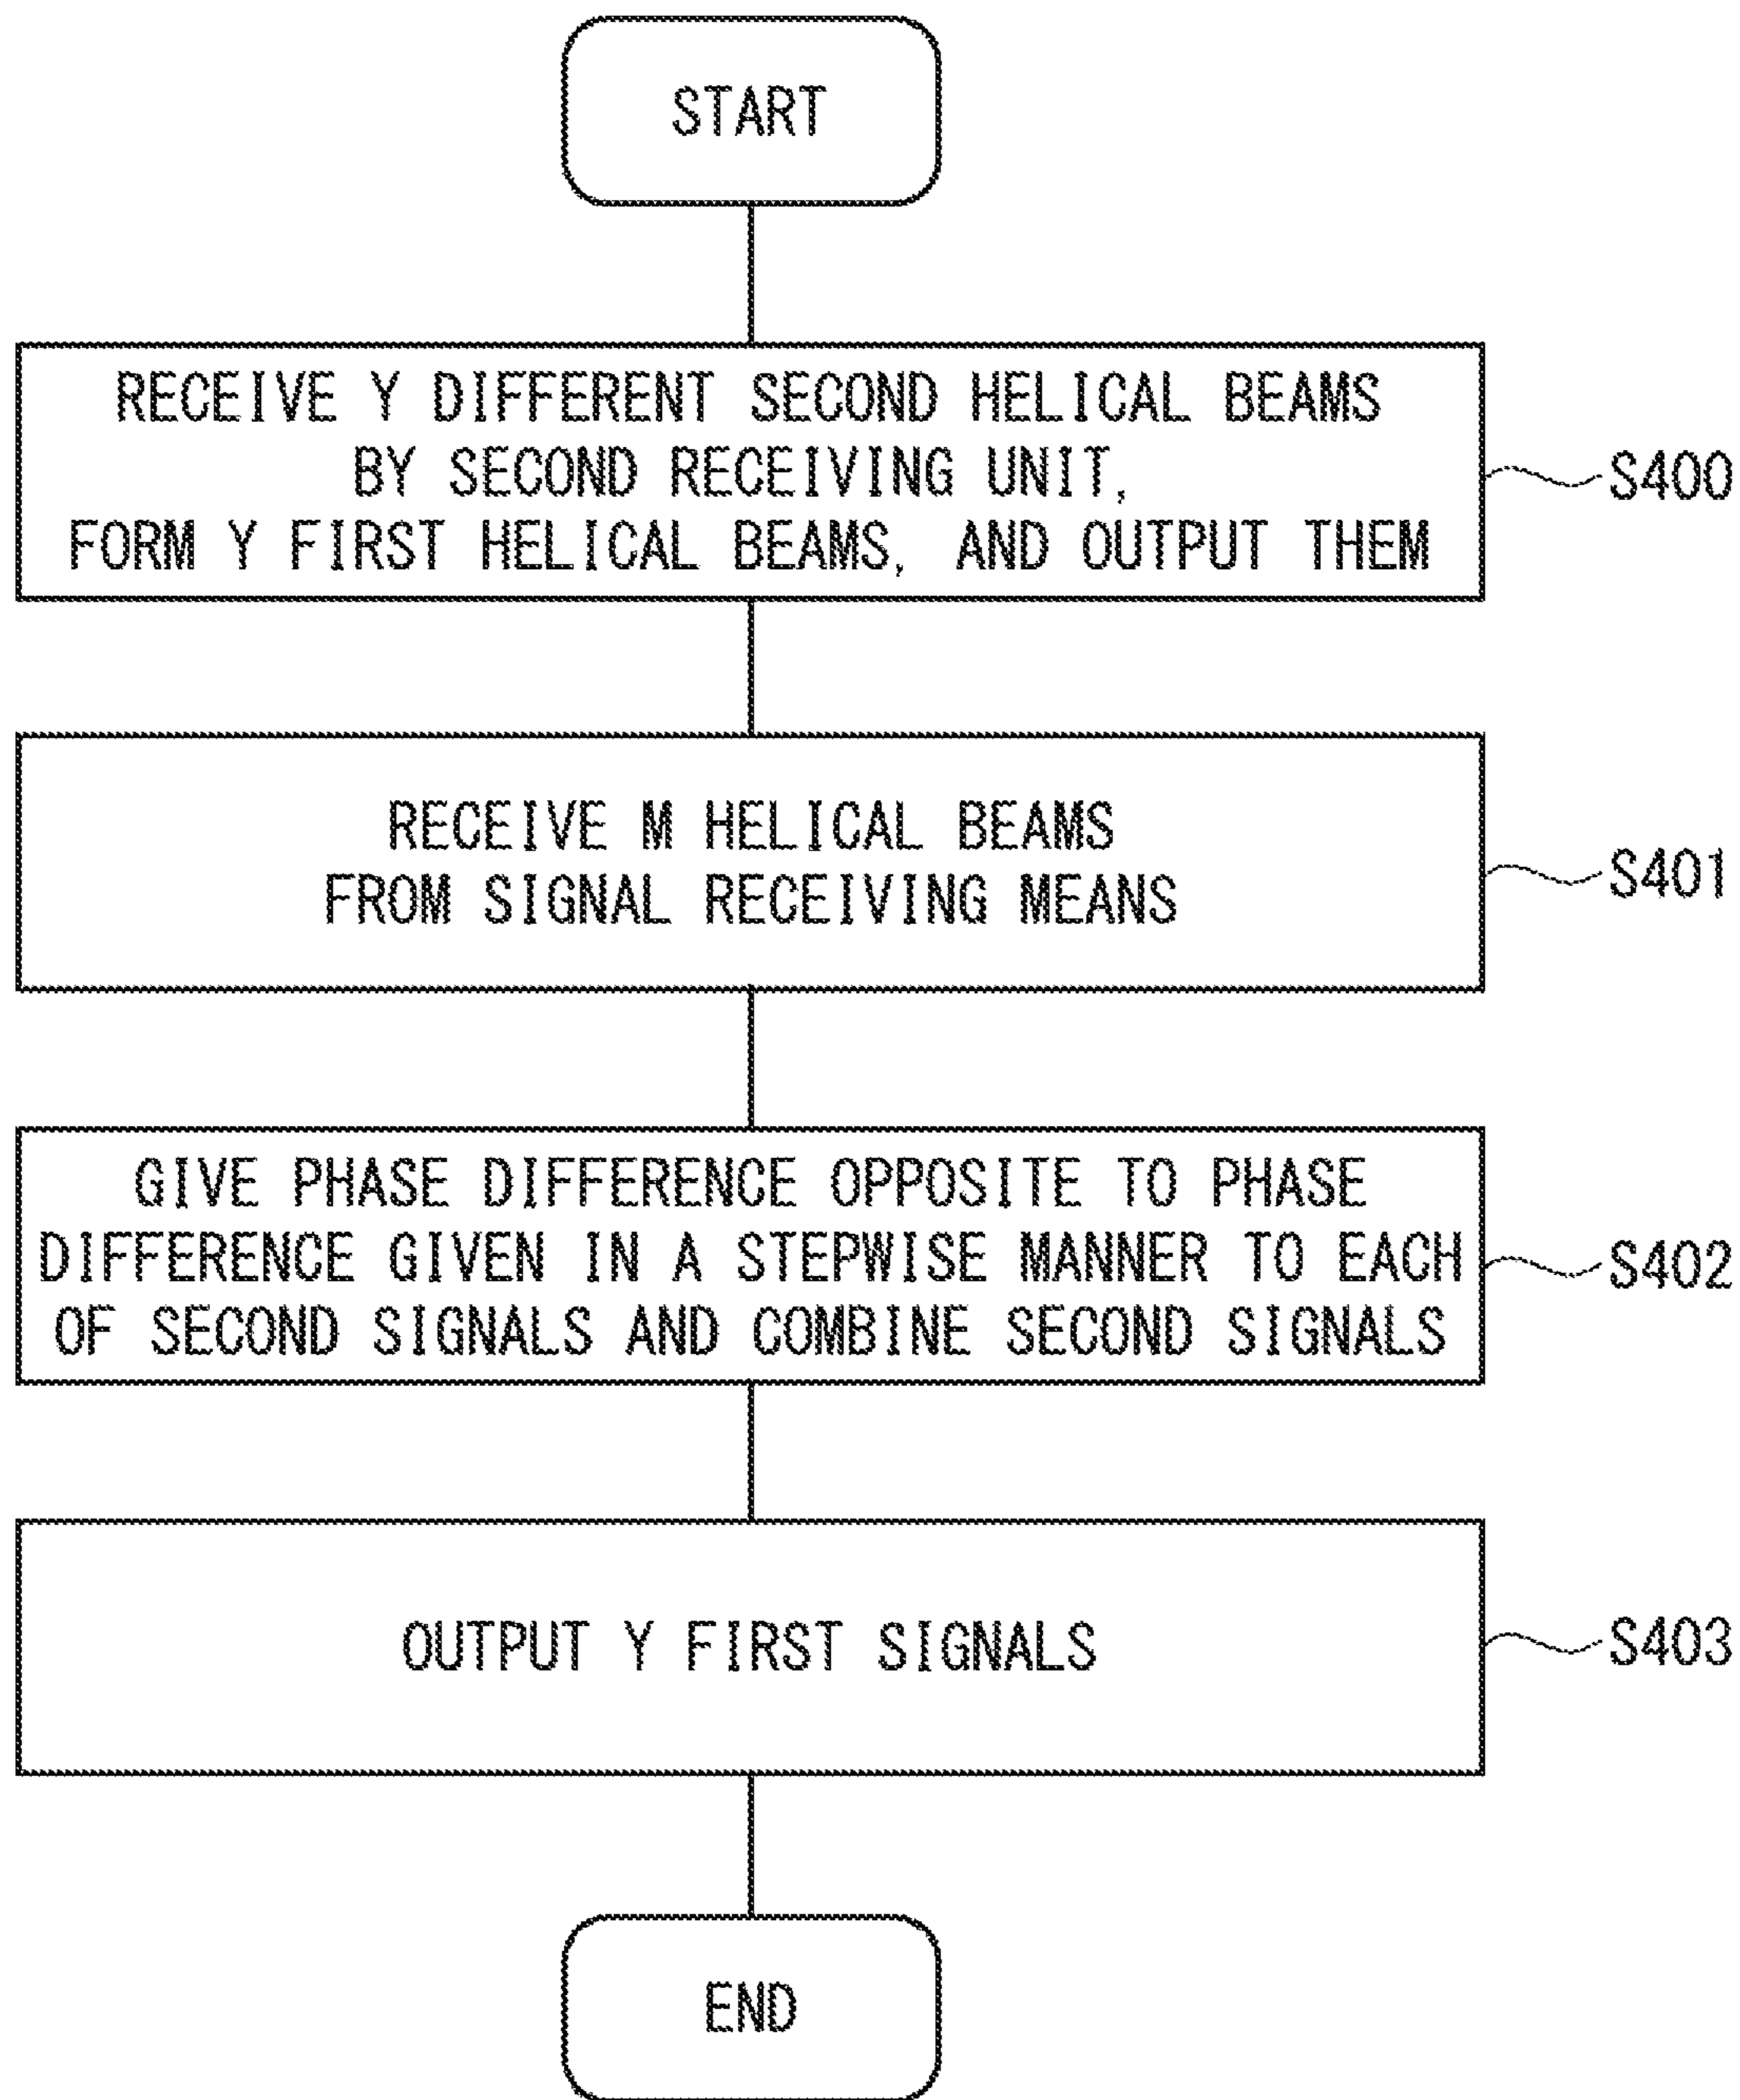 START
RECEIVE Y DIFFERENT SECOND HELICAL BEAMS
BY SECOND RECEIVING UNIT,
FORM Y FIRST HELICAL BEAMS, AND OUTPUT THEM
S400
RECEIVE M HELICAL BEAMS
FROM SIGNAL RECEIVING MEANS
S401
GIVE PHASE DIFFERENCE OPPOSITE TO PHASE
DIFFERENCE GIVEN IN A STEPWISE MANNER TO EACH
OF SECOND SIGNALS AND COMBINE SECOND SIGNALS
S402
OUTPUT Y FIRST SIGNALS
S403
END